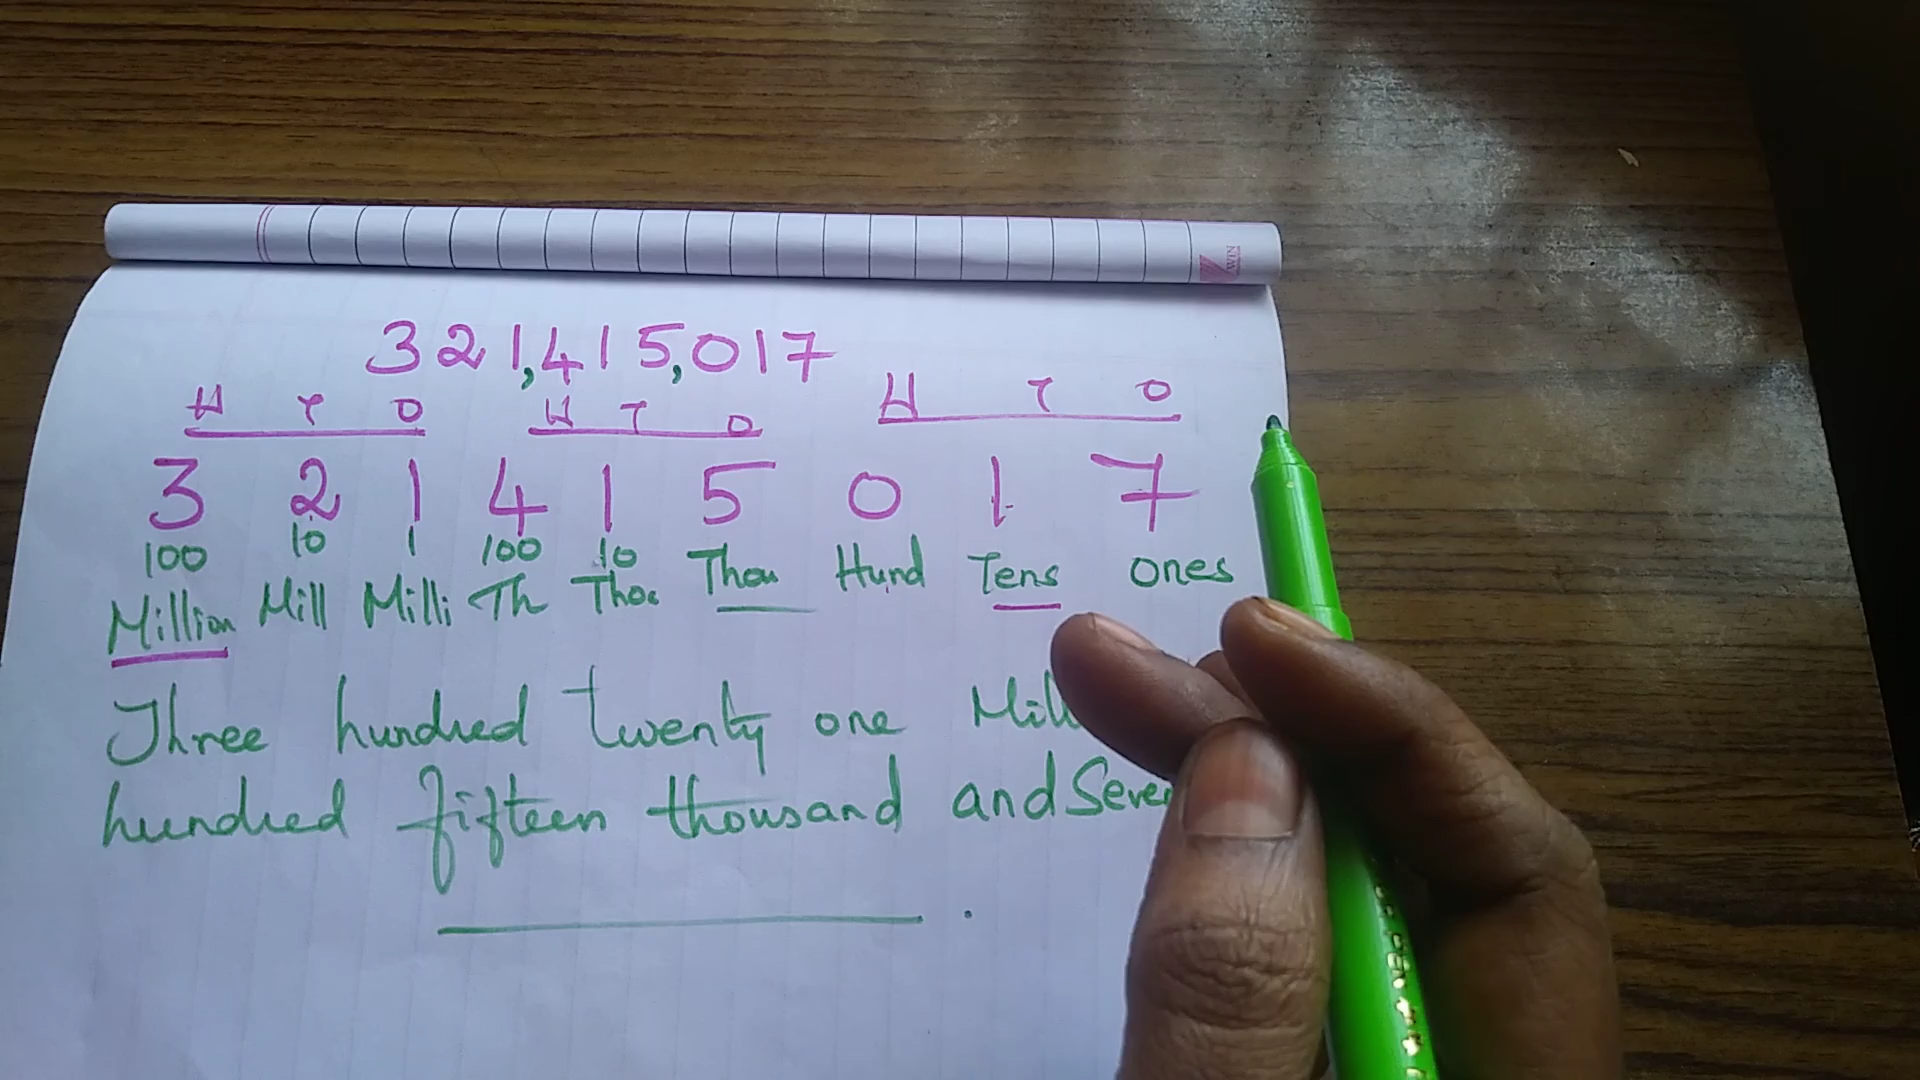 321,415,017
H T O H T O H T O
3 2 1 4 1 5 0 1 7
100 10 1 100 10 Thou Hund Tens ones
Million Mill Milli Th Thou
Three hundred twenty one
hundred fifteen thousand and